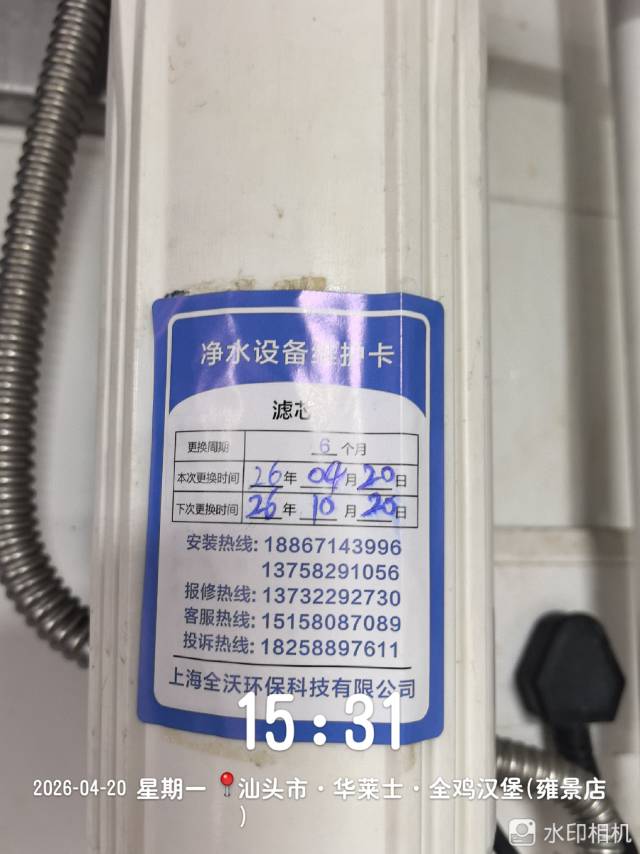 净水设备维护卡
滤芯
更换周期 6 个月
本次更换时间 26 年 04 月 20 日
下次更换时间 26 年 10 月 20 日
安装热线: 18867143996
13758291056
报修热线: 13732292730
客服热线: 15158087089
投诉热线: 18258897611
上海全沃环保科技有限公司
15:31
2026-04-20 星期一 汕头市·华莱士·全鸡汉堡(雍景店
)
水印相机